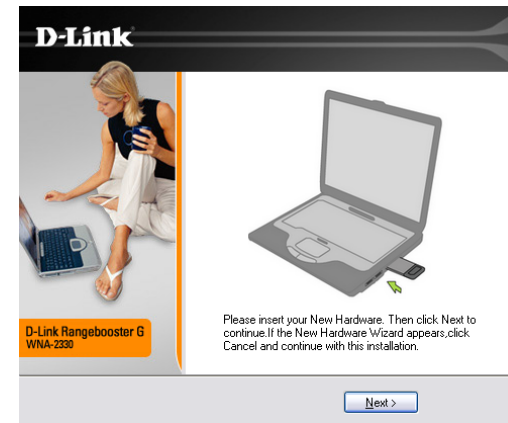 D-Link
Please insert your New Hardware. Then click Next to
continue.If the New Hardware Wizard appears,click
Cancel and continue with this installation.
D-Link Rangebooster G
WNA-2330
Next >